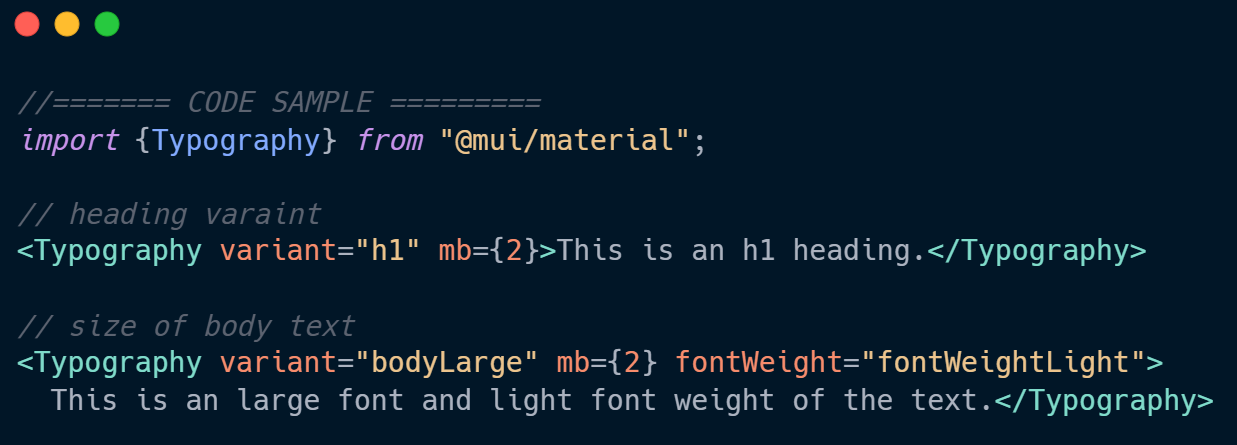 //======= CODE SAMPLE =========
import {Typography} from "@mui/material";
// heading varaint
<Typography variant="h1" mb={2}>This is an h1 heading.</Typography>
// size of body text
<Typography variant="bodyLarge" mb={2} fontWeight="fontWeightLight">
This is an large font and light font weight of the text.</Typography>